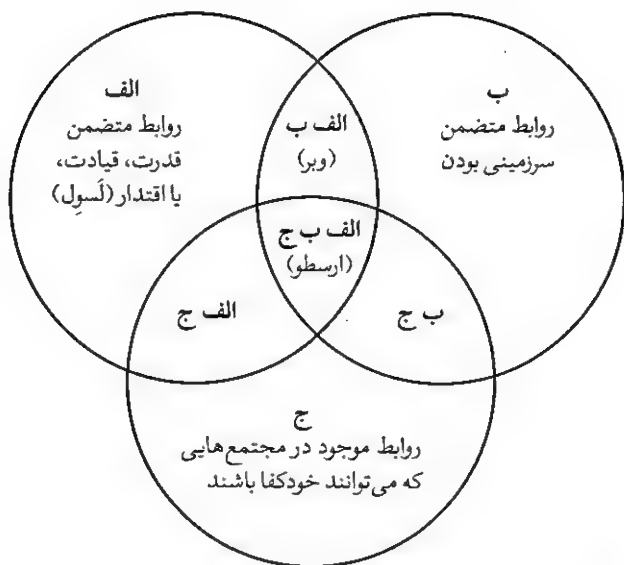 الف
روابط متضمن
قدرت، قیادت،
یا اقتدار (لَسوِل)
الف ب
(وبر)
ب
روابط متضمن
سرزمینی بودن
الف ب ج
(ارسطو)
الف ج
ب ج
ج
روابط موجود در مجتمع‌هایی
که می‌توانند خودکفا باشند